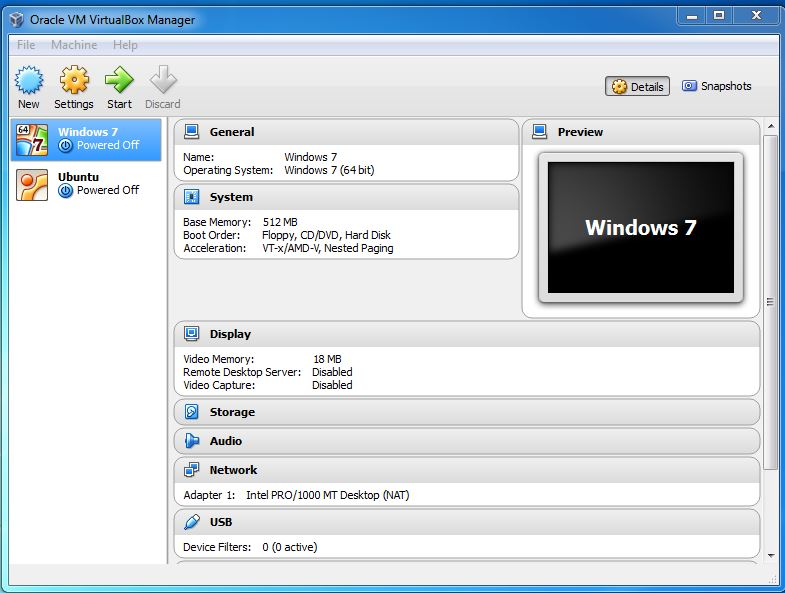 Oracle VM VirtualBox Manager
File Machine Help
New Settings Start Discard
Details Snapshots
64 7 Windows 7
Powered Off
Ubuntu
Powered Off
General
Name: Windows 7
Operating System: Windows 7 (64 bit)
System
Base Memory: 512 MB
Boot Order: Floppy, CD/DVD, Hard Disk
Acceleration: VT-x/AMD-V, Nested Paging
Preview
Windows 7
Display
Video Memory: 18 MB
Remote Desktop Server: Disabled
Video Capture: Disabled
Storage
Audio
Network
Adapter 1: Intel PRO/1000 MT Desktop (NAT)
USB
Device Filters: 0 (0 active)